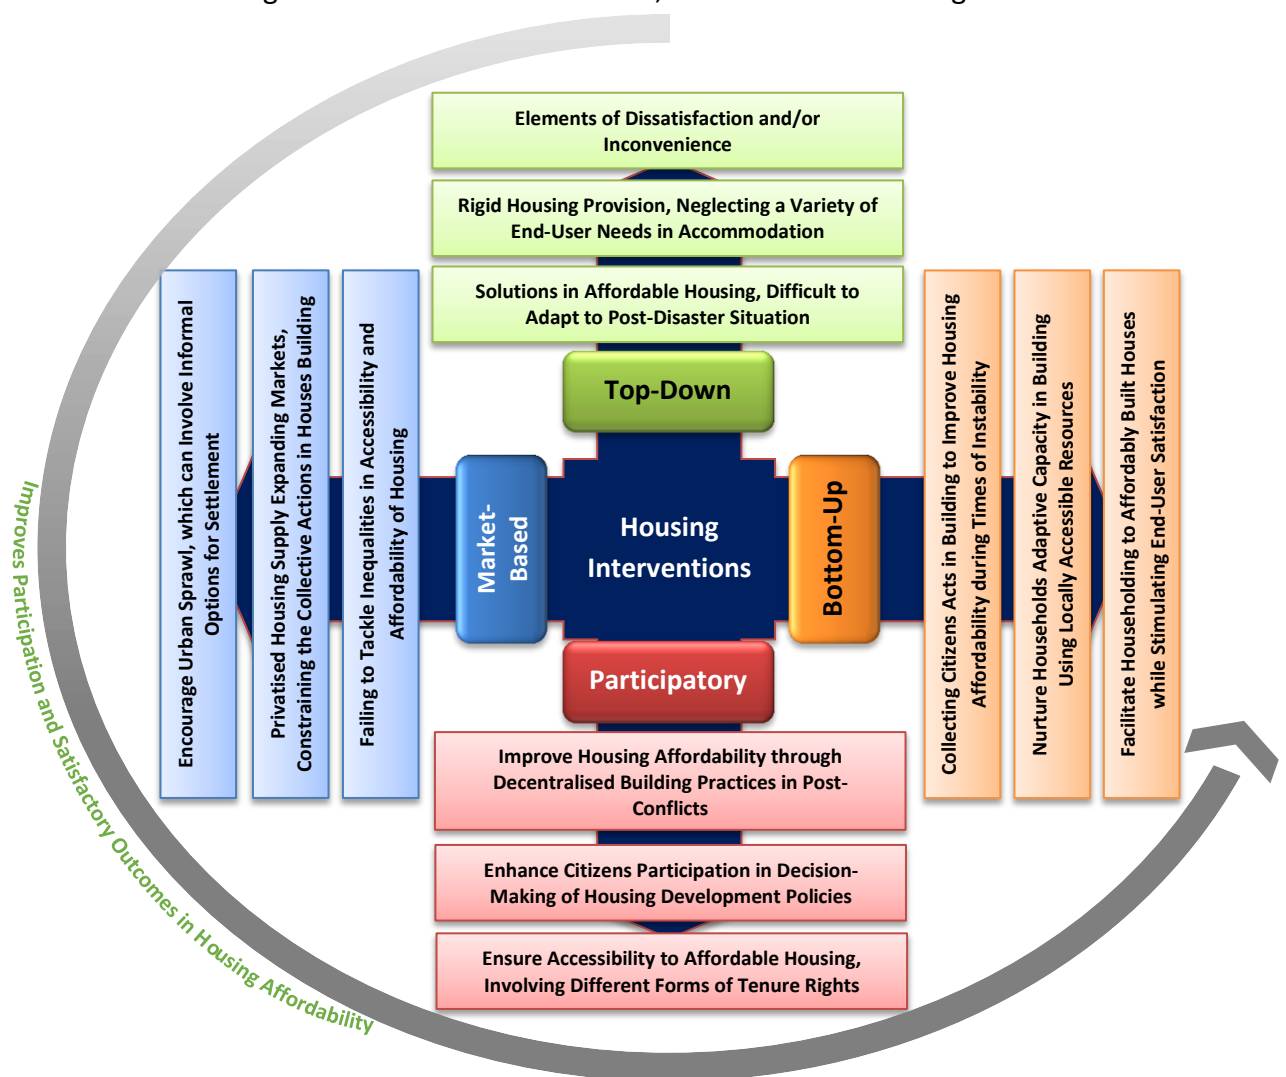 Elements of Dissatisfaction and/or
Inconvenience
Rigid Housing Provision, Neglecting a Variety of
End-User Needs in Accommodation
Solutions in Affordable Housing, Difficult to
Adapt to Post-Disaster Situation
Top-Down
Encourage Urban Sprawl, which can Involve Informal
Options for Settlement
Privatised Housing Supply Expanding Markets,
Constraining the Collective Actions in Houses Building
Failing to Tackle Inequalities in Accessibility and
Affordability of Housing
Market-
Based
Housing
Interventions
Bottom-Up
Collecting Citizens Acts in Building to Improve Housing
Affordability during Times of Instability
Nurture Households Adaptive Capacity in Building
Using Locally Accessible Resources
Facilitate Householding to Affordably Built Houses
while Stimulating End-User Satisfaction
Participatory
Improve Housing Affordability through
Decentralised Building Practices in Post-
Conflicts
Enhance Citizens Participation in Decision-
Making of Housing Development Policies
Ensure Accessibility to Affordable Housing,
Involving Different Forms of Tenure Rights
Improves Participation and Satisfactory Outcomes in Housing Affordability